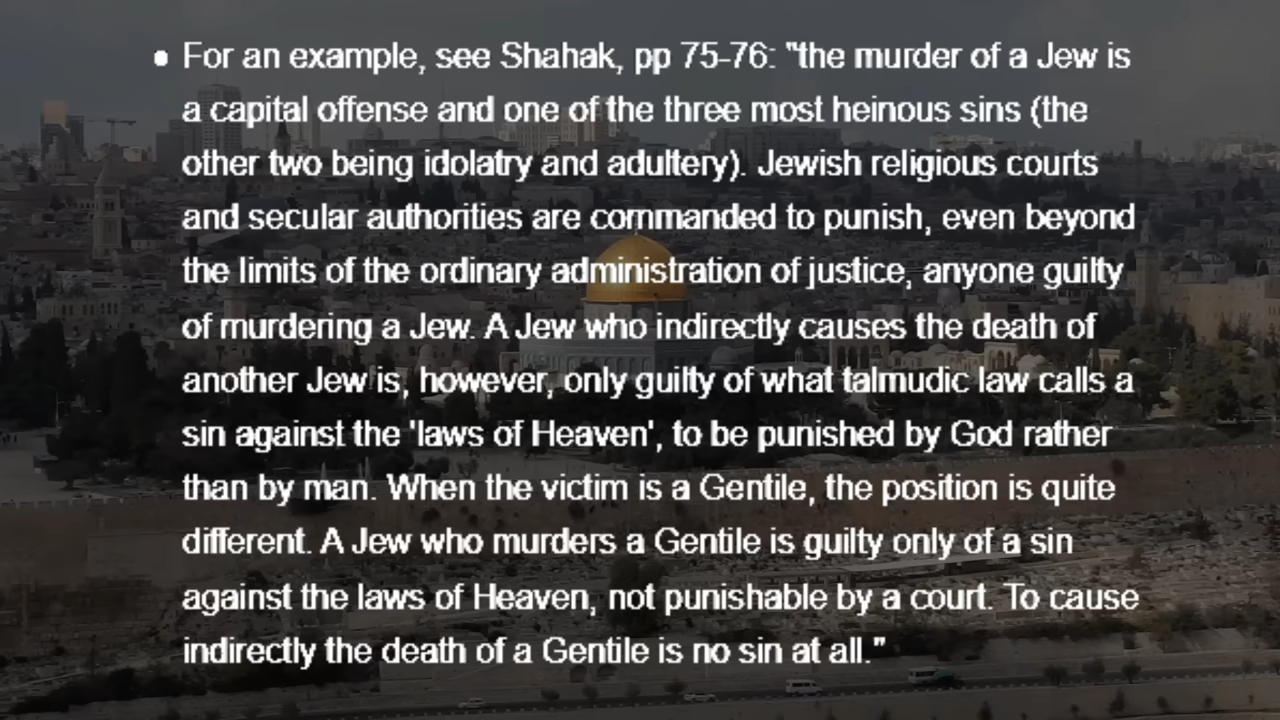 • For an example, see Shahak, pp 75-76: "the murder of a Jew is
a capital offense and one of the three most heinous sins (the
other two being idolatry and adultery). Jewish religious courts
and secular authorities are commanded to punish, even beyond
the limits of the ordinary administration of justice, anyone guilty
of murdering a Jew. A Jew who indirectly causes the death of
another Jew is, however, only guilty of what talmudic law calls a
sin against the 'laws of Heaven', to be punished by God rather
than by man. When the victim is a Gentile, the position is quite
different. A Jew who murders a Gentile is guilty only of a sin
against the laws of Heaven, not punishable by a court. To cause
indirectly the death of a Gentile is no sin at all."